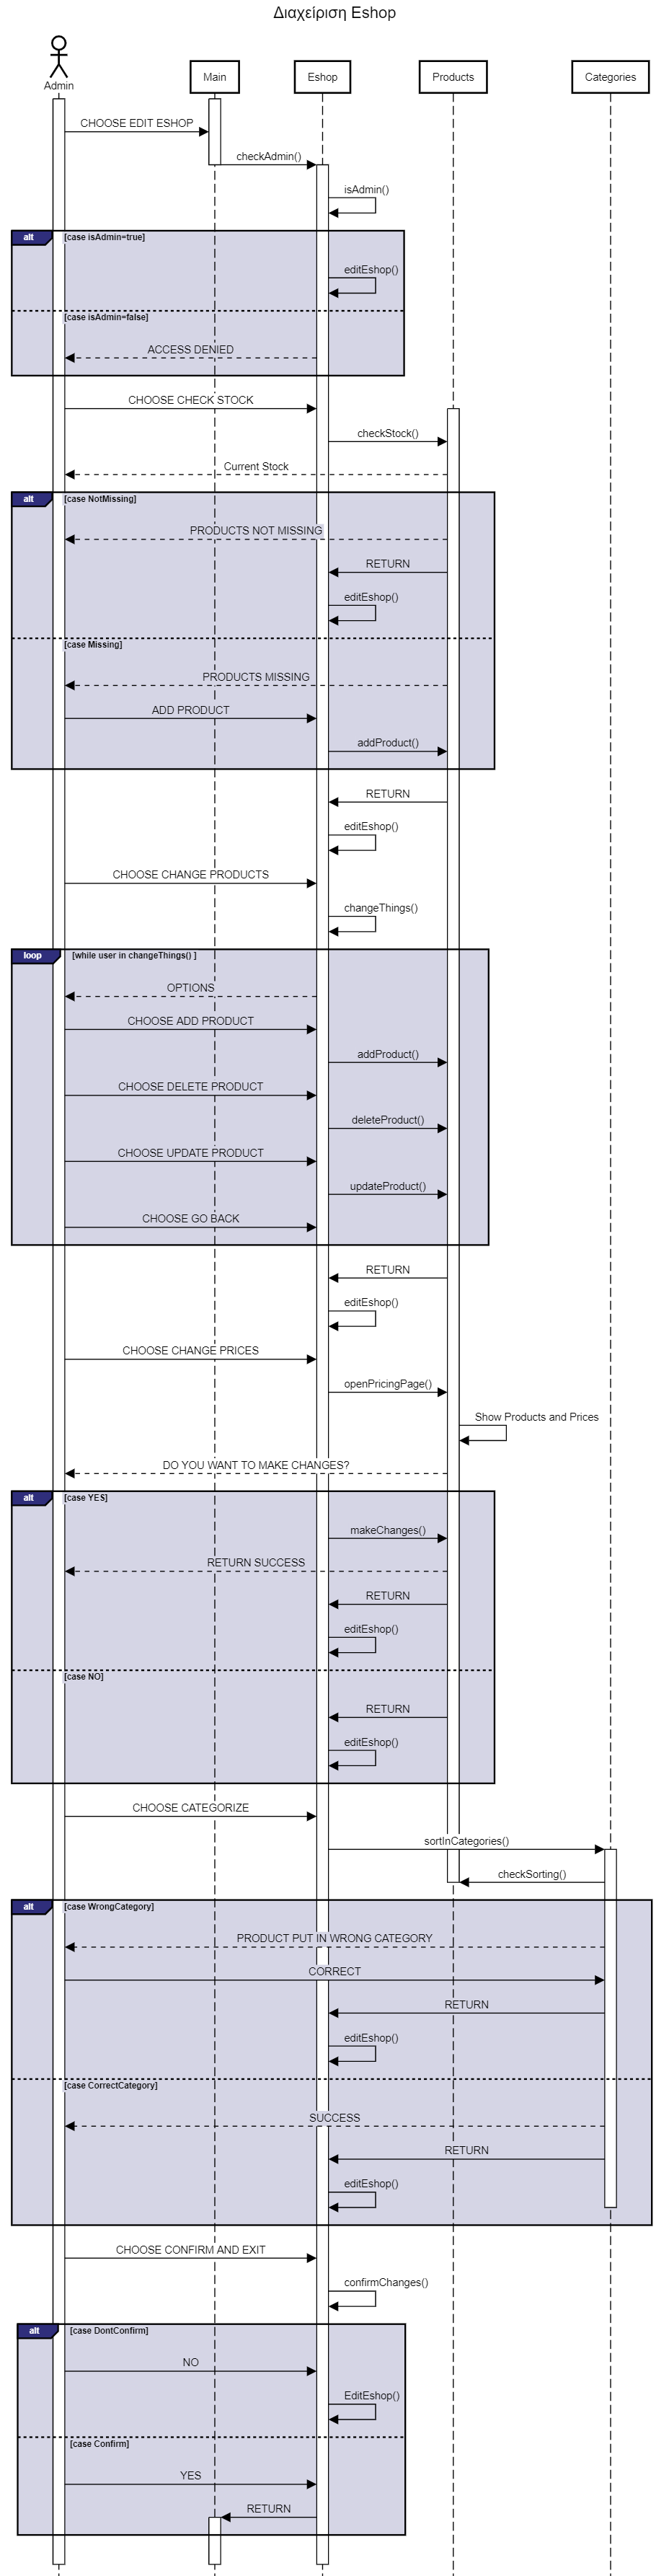 Διαχείριση Eshop
Admin
Main
Eshop
Products
Categories
CHOOSE EDIT ESHOP
checkAdmin()
isAdmin()
alt
[case isAdmin=true]
editEshop()
[case isAdmin=false]
ACCESS DENIED
CHOOSE CHECK STOCK
checkStock()
Current Stock
alt
[case NotMissing]
PRODUCTS NOT MISSING
RETURN
editEshop()
[case Missing]
PRODUCTS MISSING
ADD PRODUCT
addProduct()
RETURN
editEshop()
CHOOSE CHANGE PRODUCTS
changeThings()
loop
[while user in changeThings() ]
OPTIONS
CHOOSE ADD PRODUCT
addProduct()
CHOOSE DELETE PRODUCT
deleteProduct()
CHOOSE UPDATE PRODUCT
updateProduct()
CHOOSE GO BACK
RETURN
editEshop()
CHOOSE CHANGE PRICES
openPricingPage()
Show Products and Prices
DO YOU WANT TO MAKE CHANGES?
alt
[case YES]
makeChanges()
RETURN SUCCESS
RETURN
editEshop()
[case NO]
RETURN
editEshop()
CHOOSE CATEGORIZE
sortInCategories()
checkSorting()
alt
[case WrongCategory]
PRODUCT PUT IN WRONG CATEGORY
CORRECT
RETURN
editEshop()
[case CorrectCategory]
SUCCESS
RETURN
editEshop()
CHOOSE CONFIRM AND EXIT
confirmChanges()
alt
[case DontConfirm]
NO
EditEshop()
[case Confirm]
YES
RETURN